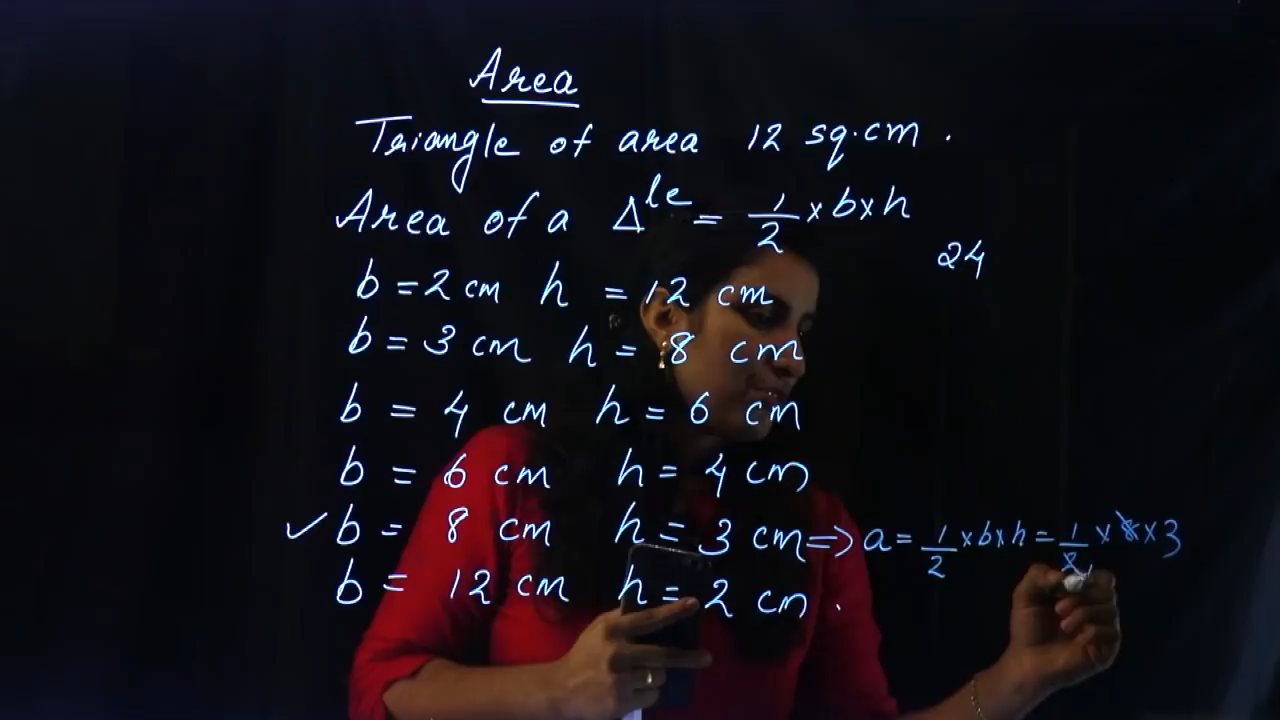 Area
Triangle of area 12 sq.cm .
Area of a Δle = 1/2 × b × h
24
b = 2 cm h = 12 cm
b = 3 cm h = 8 cm
b = 4 cm h = 6 cm
b = 6 cm h = 4 cm
✓ b = 8 cm h = 3 cm ⇒ a = 1/2 × b × h = 1/2 × 8 × 3
b = 12 cm h = 2 cm .